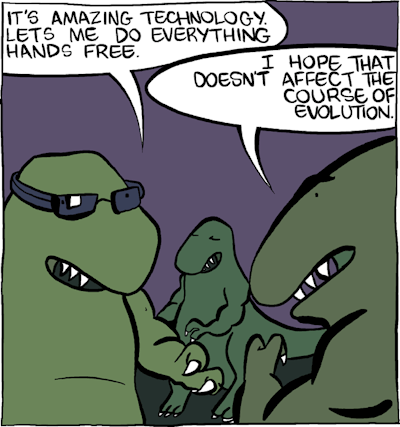 IT'S AMAZING TECHNOLOGY.
LETS ME DO EVERYTHING
HANDS FREE.
I HOPE THAT
DOESN'T AFFECT THE
COURSE OF
EVOLUTION.